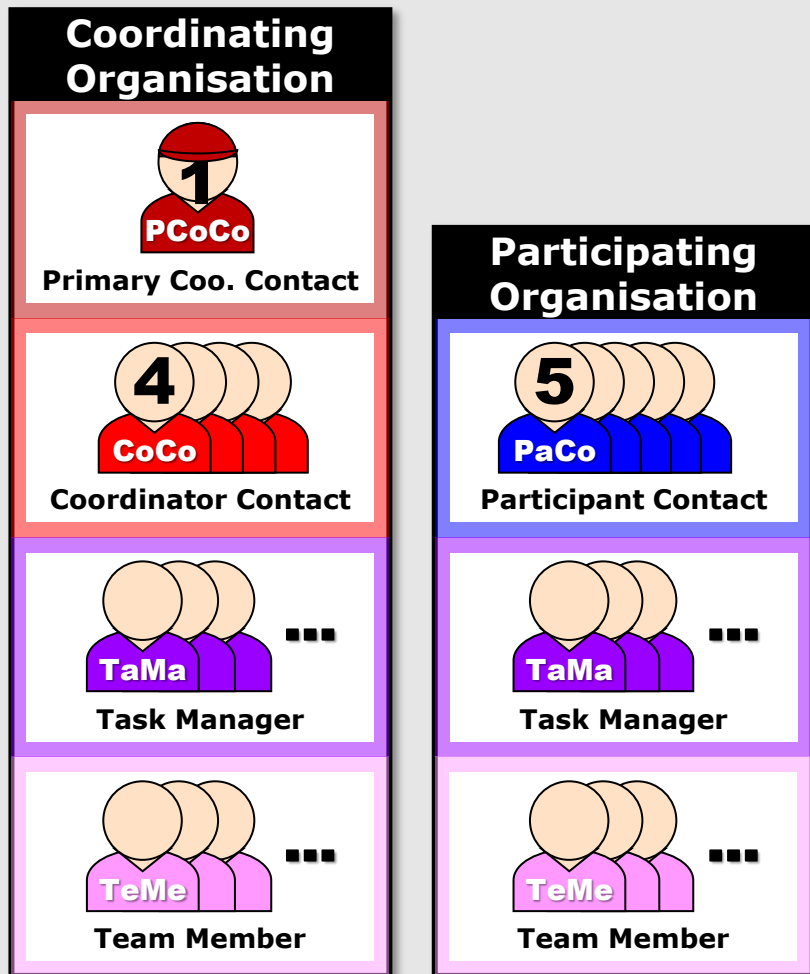 Coordinating
Organisation
1
PCoCo
Primary Coo. Contact
4
CoCo
Coordinator Contact
TaMa
...
Task Manager
TeMe
...
Team Member
Participating
Organisation
5
PaCo
Participant Contact
TaMa
...
Task Manager
TeMe
...
Team Member